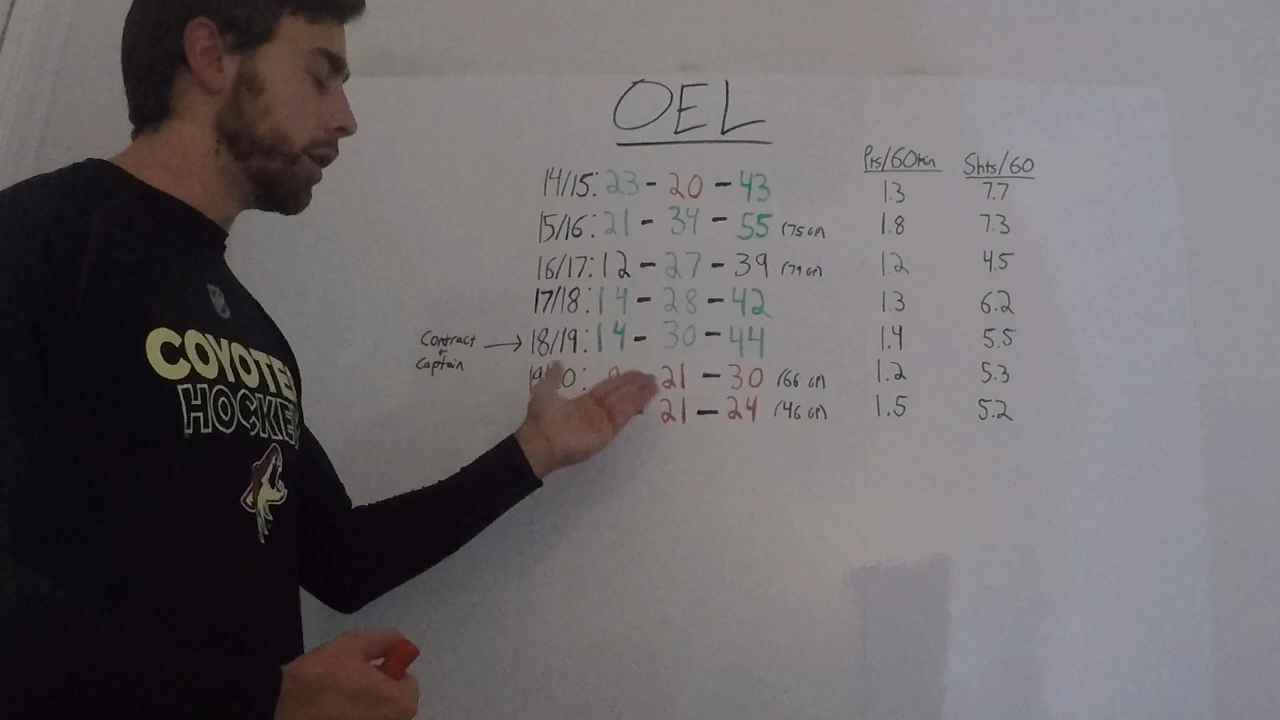 OEL
Pts/60min Shts/60
14/15: 23 - 20 - 43 1.3 7.7
15/16: 21 - 34 - 55 (75 GP) 1.8 7.3
16/17: 12 - 27 - 39 (79 GP) 1.2 4.5
17/18: 14 - 28 - 42 1.3 6.2
Contract + Captain → 18/19: 14 - 30 - 44 1.4 5.5
21 - 30 (66 GP) 1.2 5.3
- 21 - 24 (46 GP) 1.5 5.2
COYOTE
HOCKE